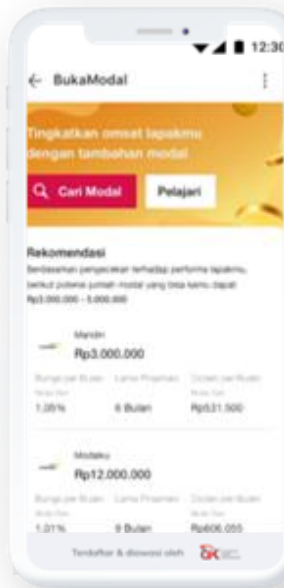 12:30
BukaModal
Tingkatkan omset lapakmu
dengan tambahan modal
Cari Modal
Pelajari
Rekomendasi
Berdasarkan pengecekan terhadap performa lapakmu,
berikut potensi jumlah modal yang bisa kamu dapat
Rp3.000.000 - 5.000.000
Mandiri
Rp3.000.000
Bunga per Bulan Lama Pinjaman Cicilan per Bulan
Mulai Dari
1,05% 6 Bulan Rp531.500
Modalku
Rp12.000.000
Bunga per Bulan Lama Pinjaman Cicilan per Bulan
1,01% 9 Bulan
Terdaftar & diawasi oleh